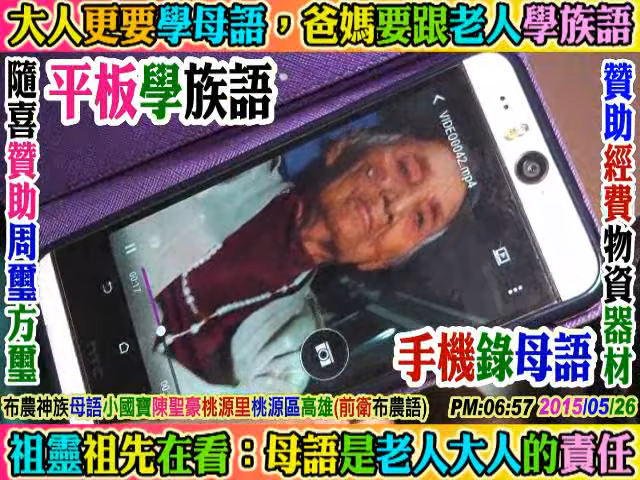 大人更要學母語，爸媽要跟老人學族語
平板學族語
隨喜贊助周璽方璽
贊助經費物資器材
VIDEO0042.mp4
00:17
手機錄母語
布農神族母語小國寶陳聖豪桃源里桃源區高雄(前衛布農語) PM:06:57 2015/05/26
祖靈祖先在看：母語是老人大人的責任